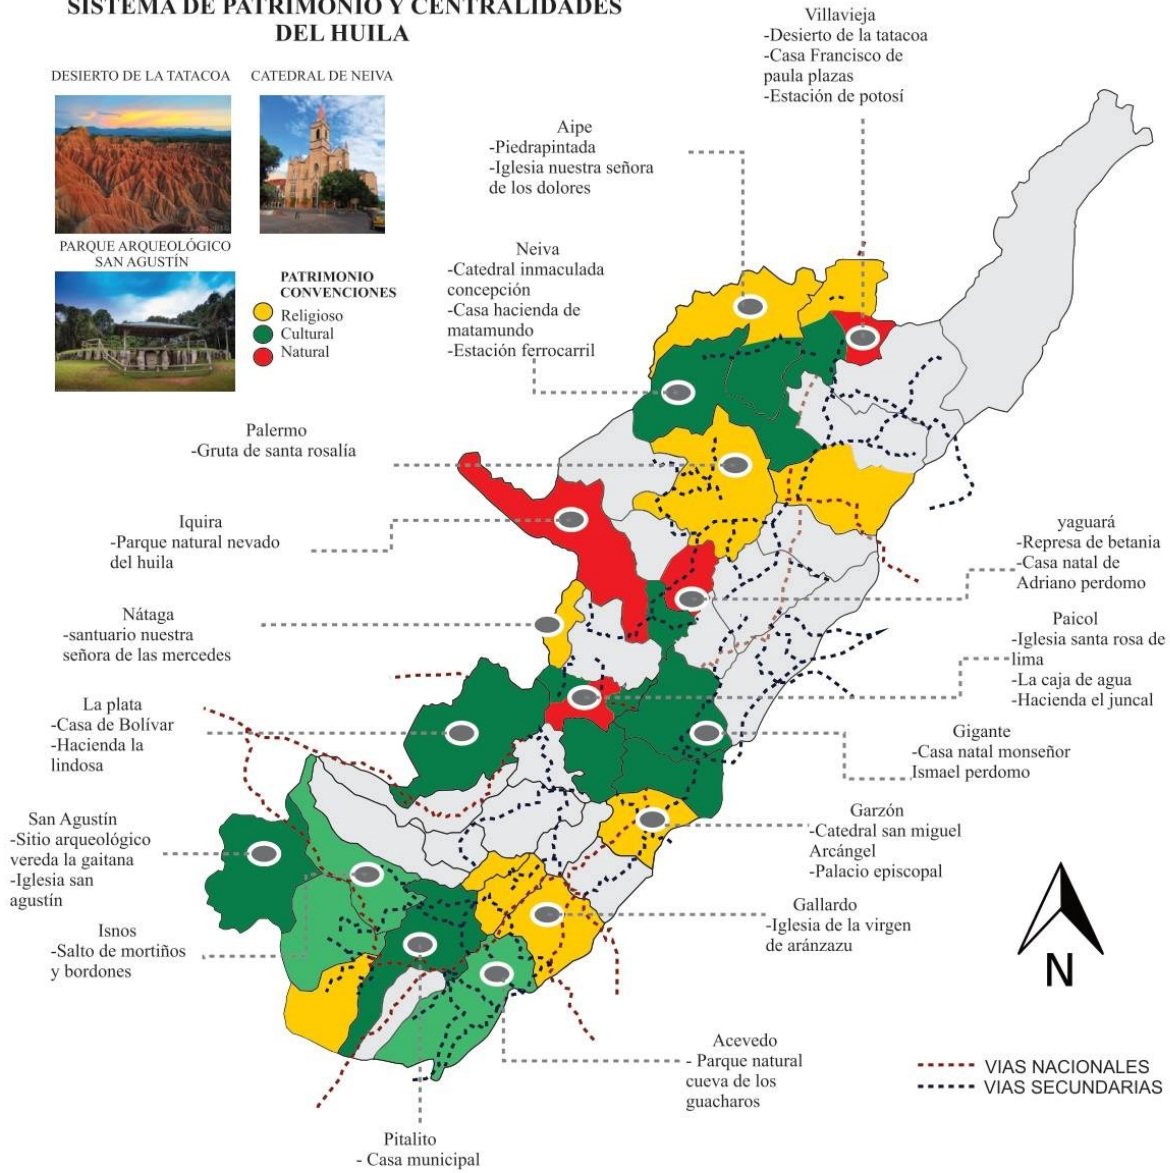 SISTEMA DE PATRIMONIO Y CENTRALIDADES
DEL HUILA
DESIERTO DE LA TATACOA
CATEDRAL DE NEIVA
PARQUE ARQUEOLÓGICO
SAN AGUSTÍN
PATRIMONIO
CONVENCIONES
Religioso
Cultural
Natural
Villavieja
-Desierto de la tatacoa
-Casa Francisco de
paula plazas
-Estación de potosí
Aipe
-Piedrapintada
-Iglesia nuestra señora
de los dolores
Neiva
-Catedral inmaculada
concepción
-Casa hacienda de
matamundo
-Estación ferrocarril
Palermo
-Gruta de santa rosalía
Iquira
-Parque natural nevado
del huila
Nátaga
-santuario nuestra
señora de las mercedes
La plata
-Casa de Bolívar
-Hacienda la
lindosa
San Agustín
-Sitio arqueológico
vereda la gaitana
-Iglesia san
agustín
Isnos
-Salto de mortiños
y bordones
yaguará
-Represa de betania
-Casa natal de
Adriano perdomo
Paicol
-Iglesia santa rosa de
lima
-La caja de agua
-Hacienda el juncal
Gigante
-Casa natal monseñor
Ismael perdomo
Garzón
-Catedral san miguel
Arcángel
-Palacio episcopal
Gallardo
-Iglesia de la virgen
de aránzazu
Acevedo
- Parque natural
cueva de los
guacharos
Pitalito
- Casa municipal
N
VIAS NACIONALES
VIAS SECUNDARIAS